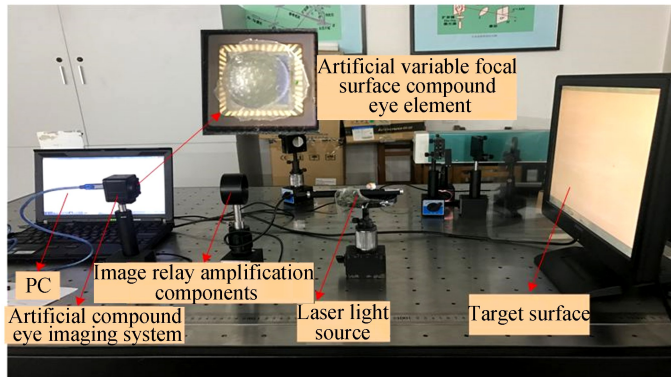 Artificial variable focal
surface compound
eye element
PC
Image relay amplification
components
Artificial compound
eye imaging system
Laser light
source
Target surface